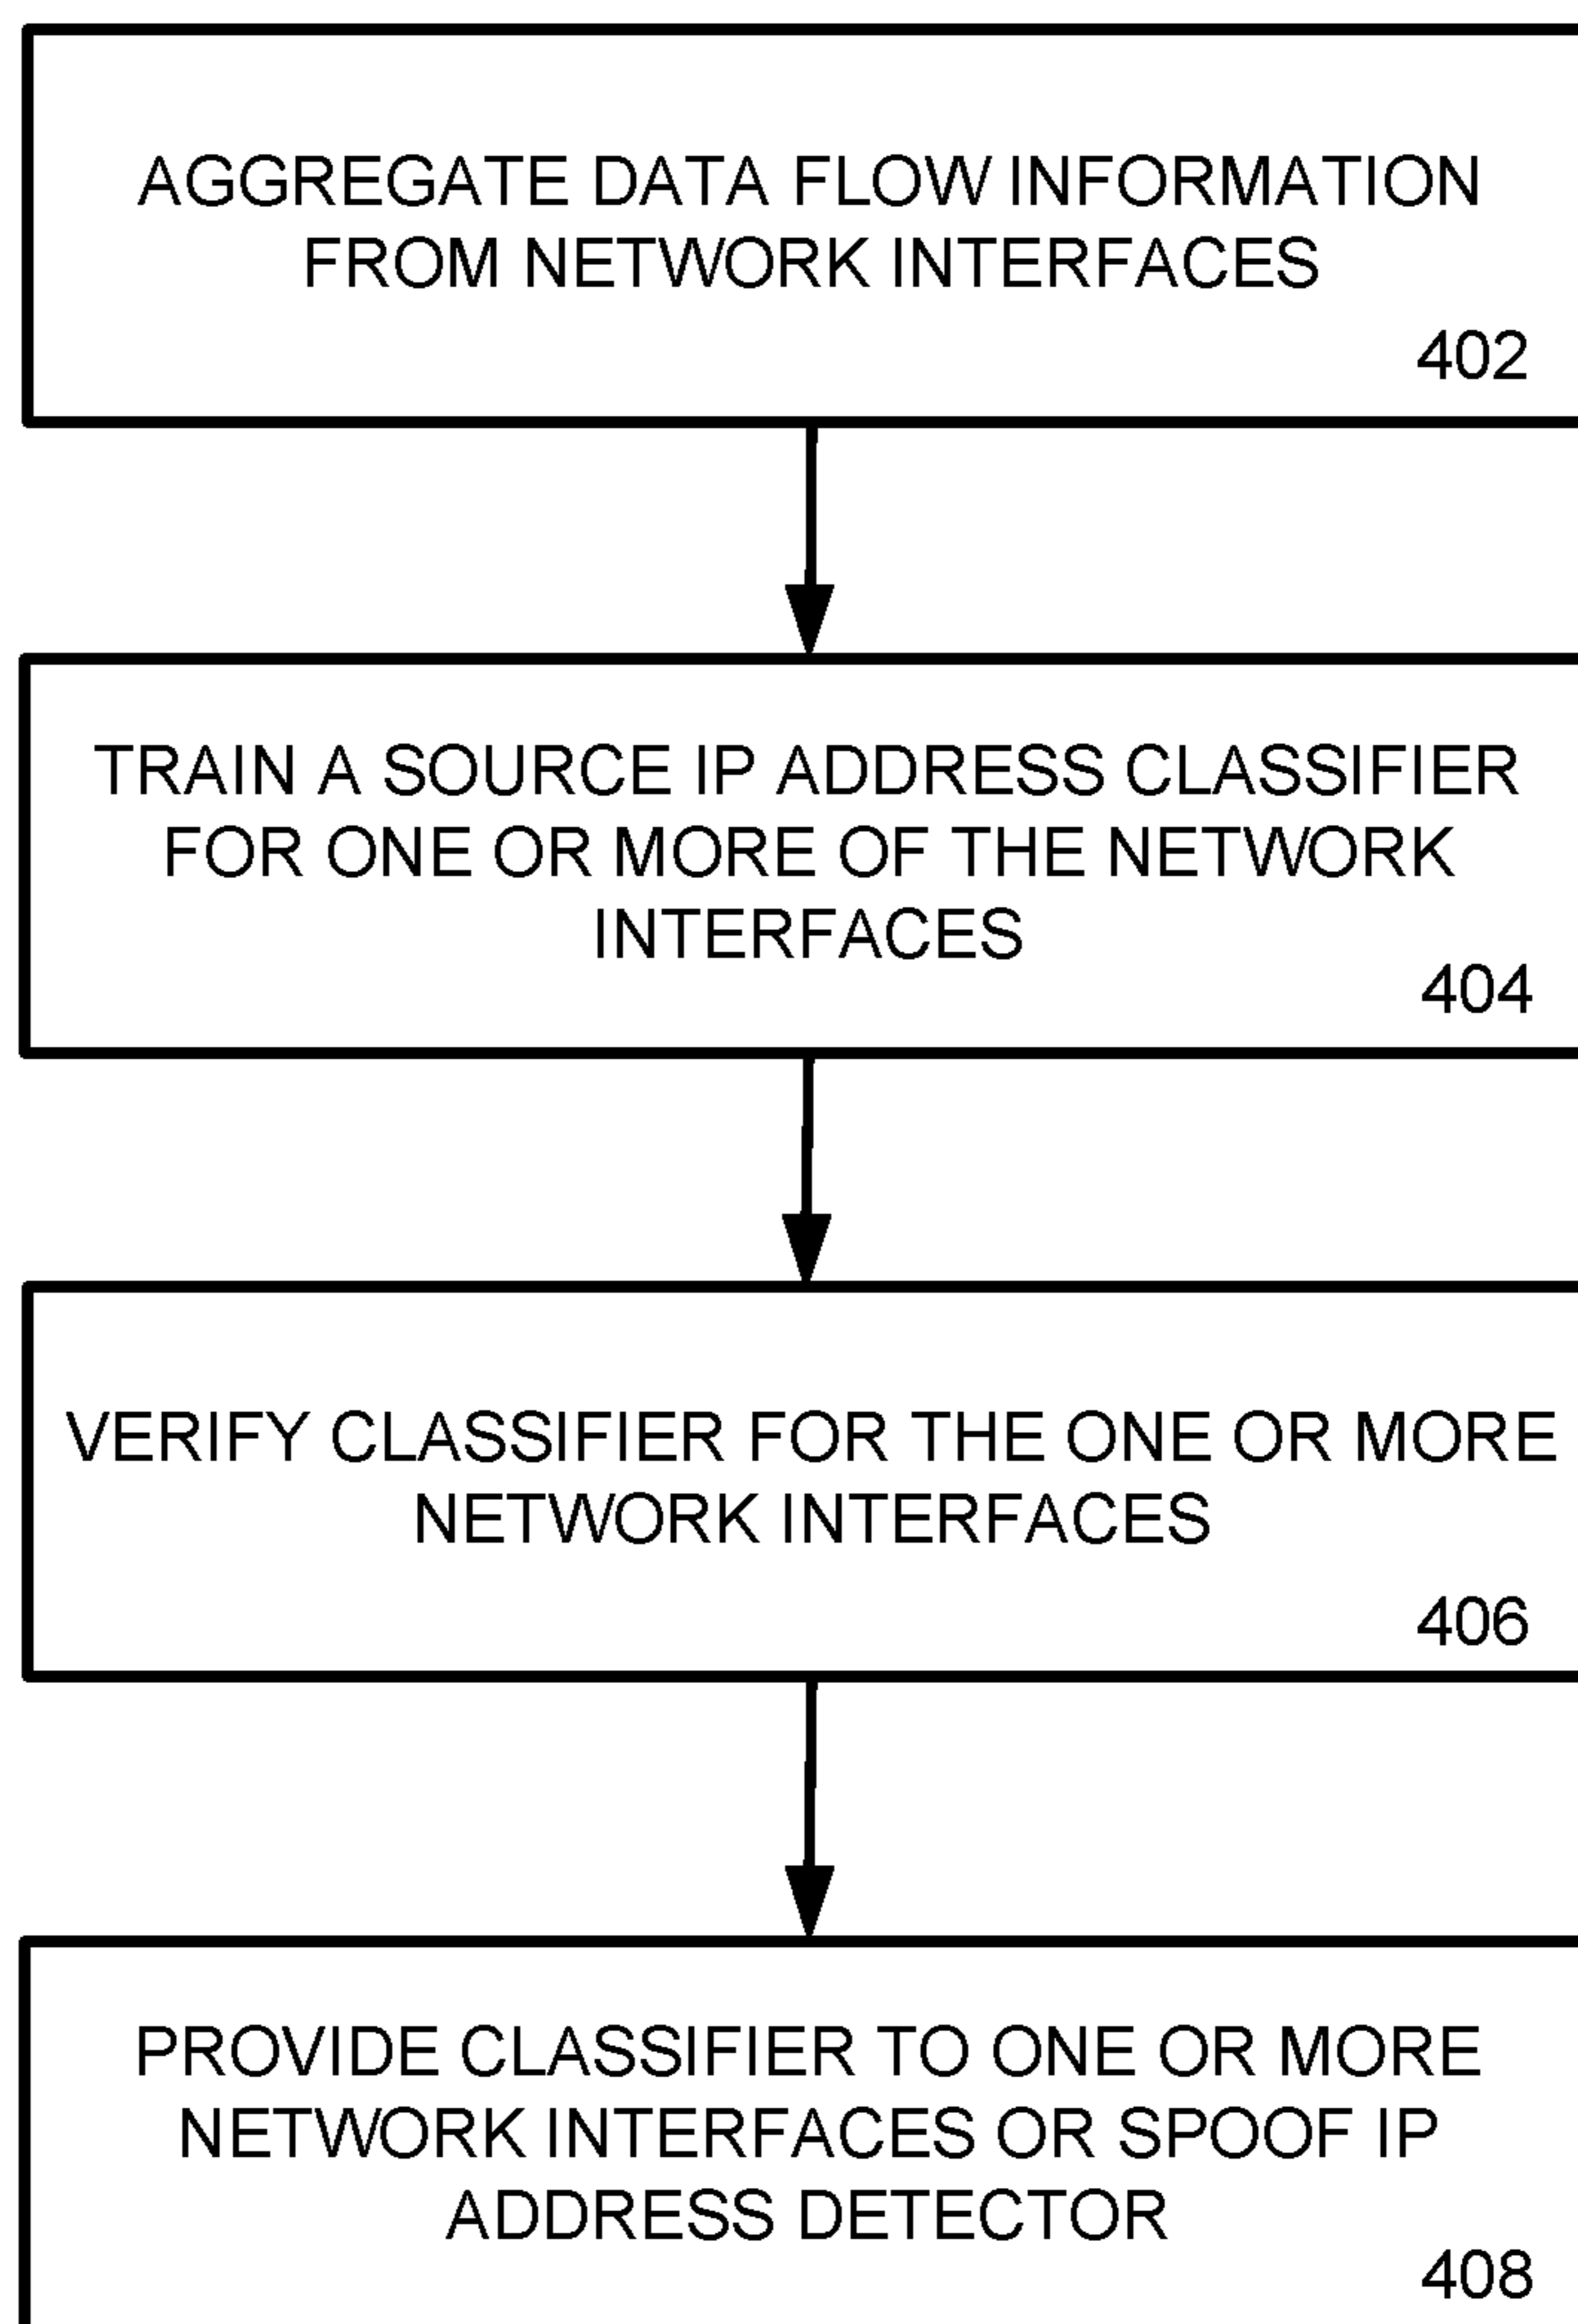 AGGREGATE DATA FLOW INFORMATION
FROM NETWORK INTERFACES
402
TRAIN A SOURCE IP ADDRESS CLASSIFIER
FOR ONE OR MORE OF THE NETWORK
INTERFACES
404
VERIFY CLASSIFIER FOR THE ONE OR MORE
NETWORK INTERFACES
406
PROVIDE CLASSIFIER TO ONE OR MORE
NETWORK INTERFACES OR SPOOF IP
ADDRESS DETECTOR
408